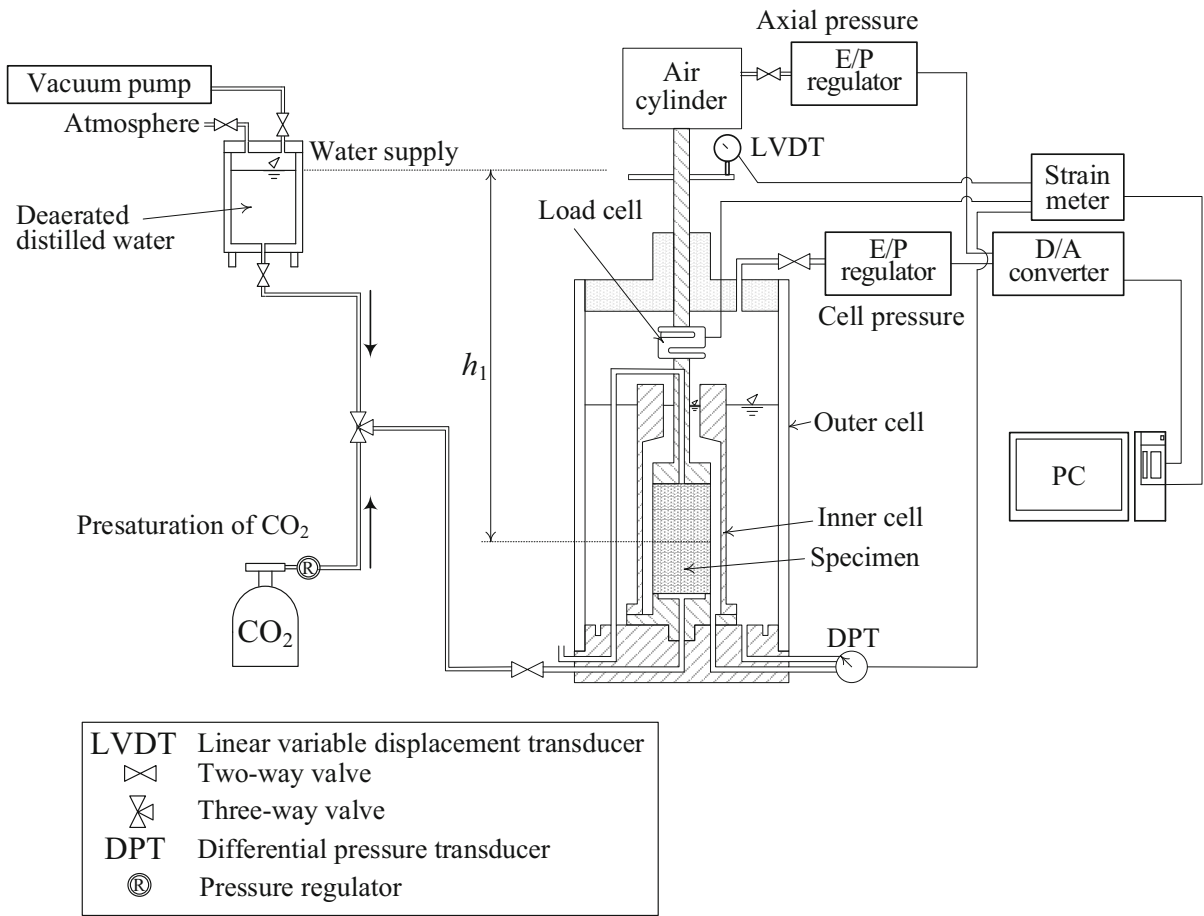 Axial pressure
Vacuum pump
Atmosphere
Air
cylinder
E/P
regulator
Water supply
LVDT
Deaerated
distilled water
Load cell
Strain
meter
E/P
regulator
D/A
converter
Cell pressure
h1
Outer cell
PC
Presaturation of CO2
Inner cell
Specimen
R
CO2
DPT
LVDT Linear variable displacement transducer
Two-way valve
Three-way valve
DPT Differential pressure transducer
R Pressure regulator